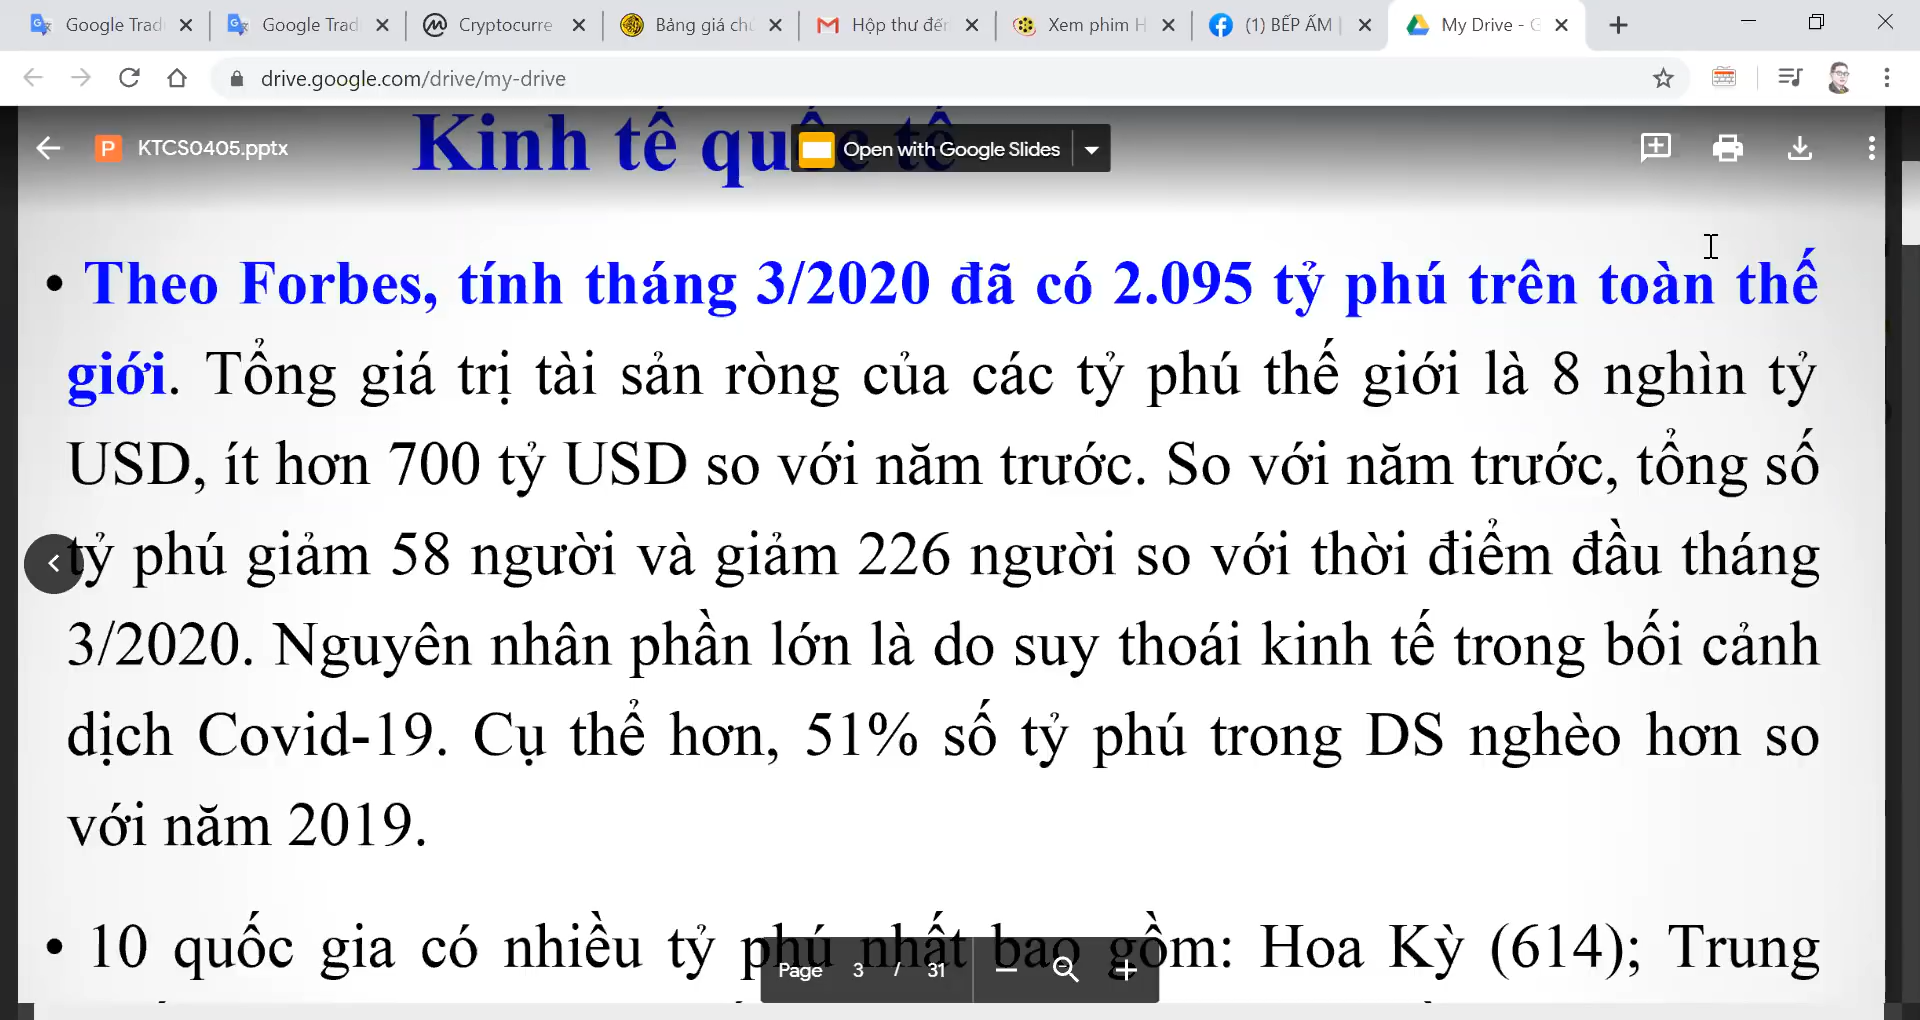 Google Trad
Google Trad
Cryptocurre
Bảng giá ch
Hộp thư đến
Xem phim H
(1) BẾP ẤM |
My Drive - G
drive.google.com/drive/my-drive
KTCS0405.pptx
Kinh tế quốc tế
Open with Google Slides
• Theo Forbes, tính tháng 3/2020 đã có 2.095 tỷ phú trên toàn thế
giới. Tổng giá trị tài sản ròng của các tỷ phú thế giới là 8 nghìn tỷ
USD, ít hơn 700 tỷ USD so với năm trước. So với năm trước, tổng số
tỷ phú giảm 58 người và giảm 226 người so với thời điểm đầu tháng
3/2020. Nguyên nhân phần lớn là do suy thoái kinh tế trong bối cảnh
dịch Covid-19. Cụ thể hơn, 51% số tỷ phú trong DS nghèo hơn so
với năm 2019.
• 10 quốc gia có nhiều tỷ phú nhất bao gồm: Hoa Kỳ (614); Trung
Page 3 / 31